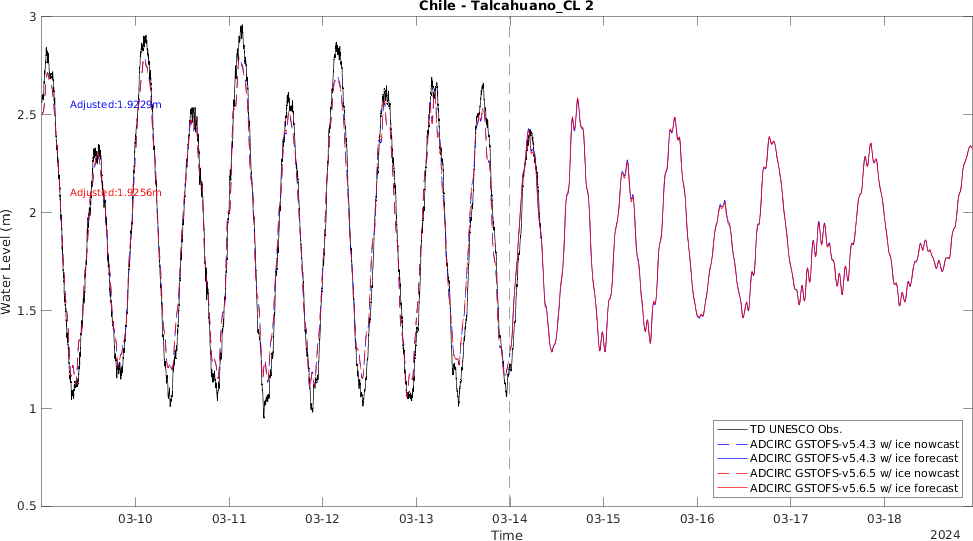 Chile - Talcahuano_CL 2
3
2.5
2
1.5
1
0.5
Water Level (m)
Adjusted:1.9229m
Adjusted:1.9256m
TD UNESCO Obs.
ADCIRC GSTOFS-v5.4.3 w/ ice nowcast
ADCIRC GSTOFS-v5.4.3 w/ ice forecast
ADCIRC GSTOFS-v5.6.5 w/ ice nowcast
ADCIRC GSTOFS-v5.6.5 w/ ice forecast
03-10 03-11 03-12 03-13 03-14 03-15 03-16 03-17 03-18
Time
2024